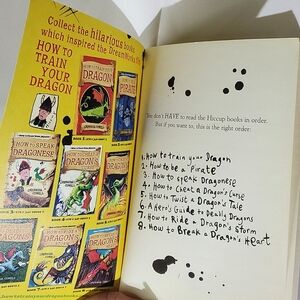 Collect the hilarious books
which inspired the DreamWorks film
HOW TO
TRAIN
YOUR
DRAGON
HOW TO SPEAK
DRAGONESE
You don't HAVE to read the Hiccup books in order.
But if you want to, this is the right order:
1. How to train your Dragon
2. How to be a Pirate
3. How to speak Dragonese
4. How to Cheat a Dragon's Curse
5. How to Twist a Dragon's Tale
6. A Hero's Guide to Deadly Dragons
7. How to Ride a Dragon's Storm
8. How to Break a Dragon's Heart